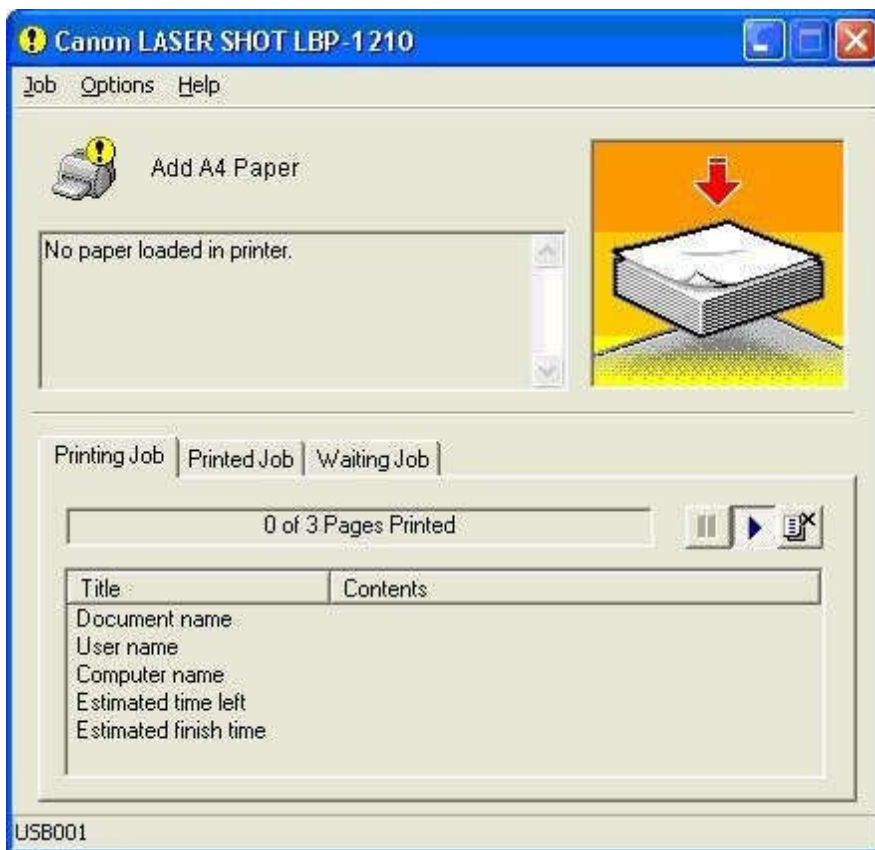 Canon LASER SHOT LBP-1210
Job Options Help
Add A4 Paper
No paper loaded in printer.
Printing Job Printed Job Waiting Job
0 of 3 Pages Printed
Title Contents
Document name
User name
Computer name
Estimated time left
Estimated finish time
USB001